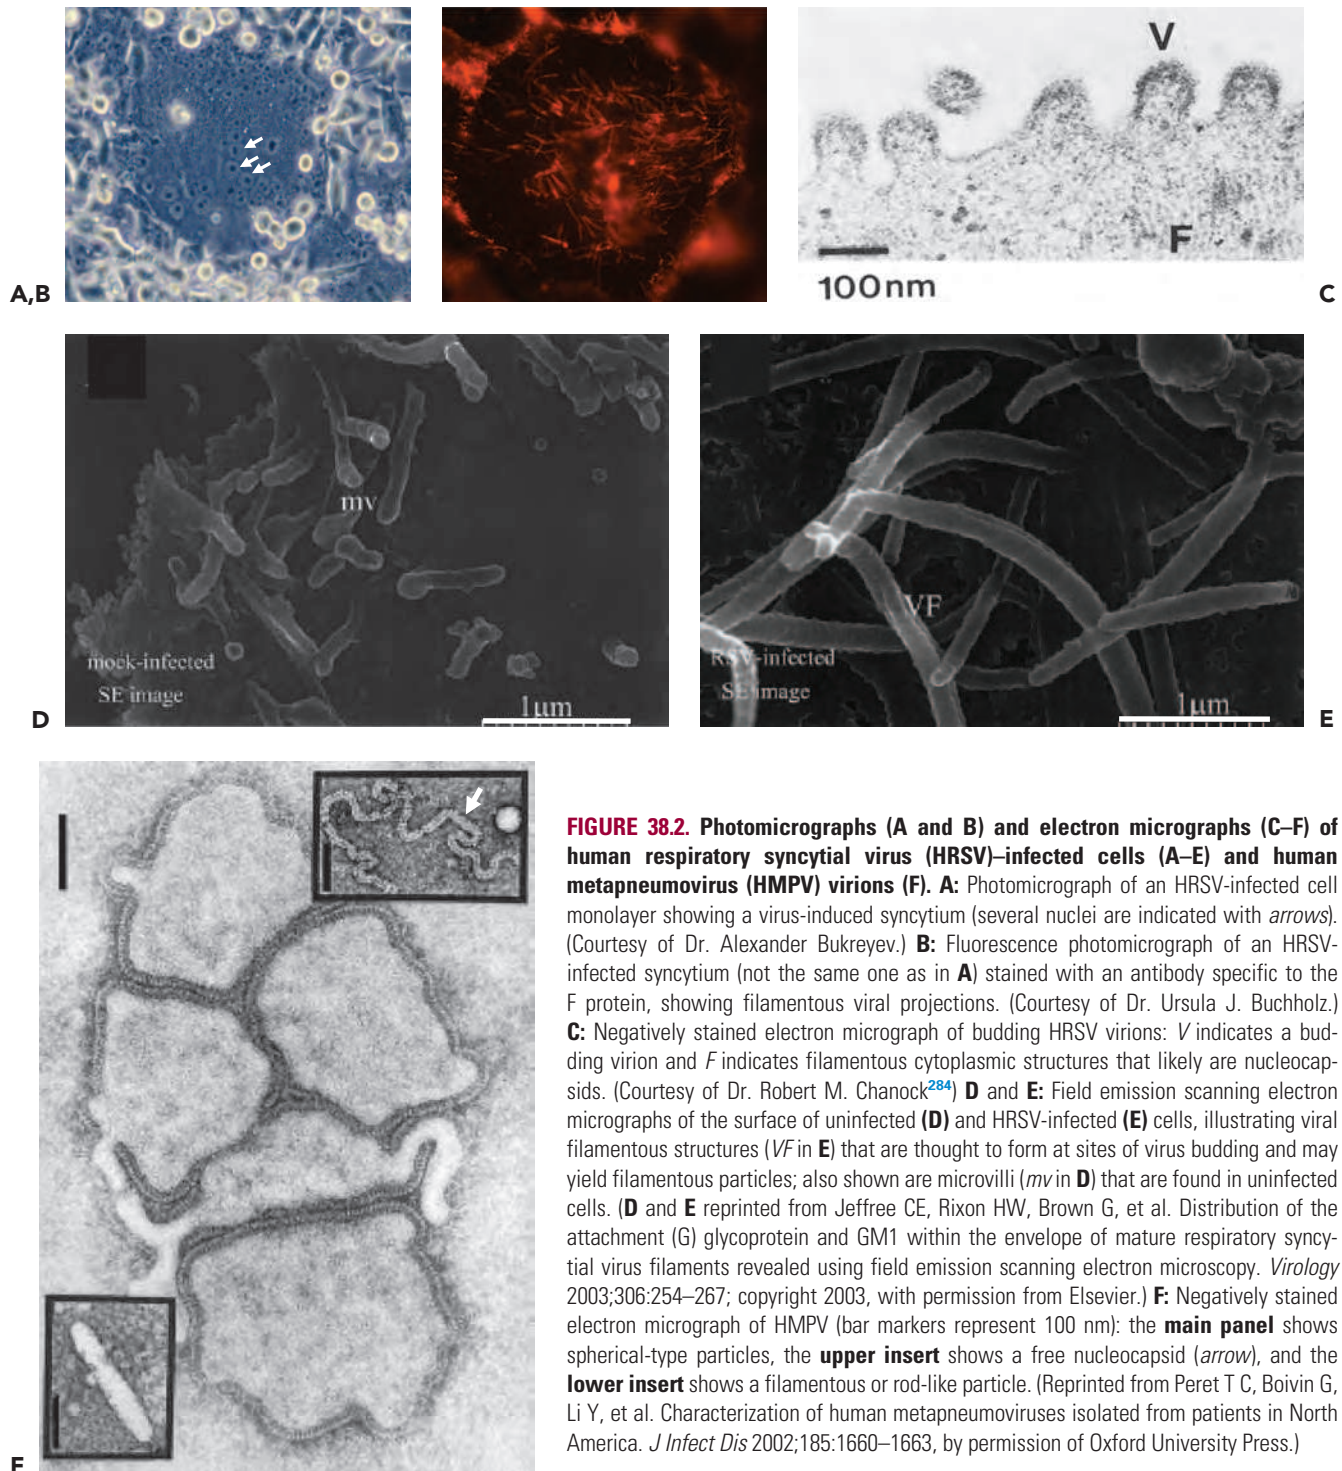 A,B
V
F
100nm
C
mv
mock-infected
SE image
1μm
D
VF
RSV-infected
SE image
1μm
E
F
FIGURE 38.2. Photomicrographs (A and B) and electron micrographs (C–F) of
human respiratory syncytial virus (HRSV)–infected cells (A–E) and human
metapneumovirus (HMPV) virions (F). A: Photomicrograph of an HRSV-infected cell
monolayer showing a virus-induced syncytium (several nuclei are indicated with arrows).
(Courtesy of Dr. Alexander Bukreyev.) B: Fluorescence photomicrograph of an HRSV-
infected syncytium (not the same one as in A) stained with an antibody specific to the
F protein, showing filamentous viral projections. (Courtesy of Dr. Ursula J. Buchholz.)
C: Negatively stained electron micrograph of budding HRSV virions: V indicates a bud-
ding virion and F indicates filamentous cytoplasmic structures that likely are nucleocap-
sids. (Courtesy of Dr. Robert M. Chanock284) D and E: Field emission scanning electron
micrographs of the surface of uninfected (D) and HRSV-infected (E) cells, illustrating viral
filamentous structures (VF in E) that are thought to form at sites of virus budding and may
yield filamentous particles; also shown are microvilli (mv in D) that are found in uninfected
cells. (D and E reprinted from Jeffree CE, Rixon HW, Brown G, et al. Distribution of the
attachment (G) glycoprotein and GM1 within the envelope of mature respiratory syncy-
tial virus filaments revealed using field emission scanning electron microscopy. Virology
2003;306:254–267; copyright 2003, with permission from Elsevier.) F: Negatively stained
electron micrograph of HMPV (bar markers represent 100 nm): the main panel shows
spherical-type particles, the upper insert shows a free nucleocapsid (arrow), and the
lower insert shows a filamentous or rod-like particle. (Reprinted from Peret T C, Boivin G,
Li Y, et al. Characterization of human metapneumoviruses isolated from patients in North
America. J Infect Dis 2002;185:1660–1663, by permission of Oxford University Press.)